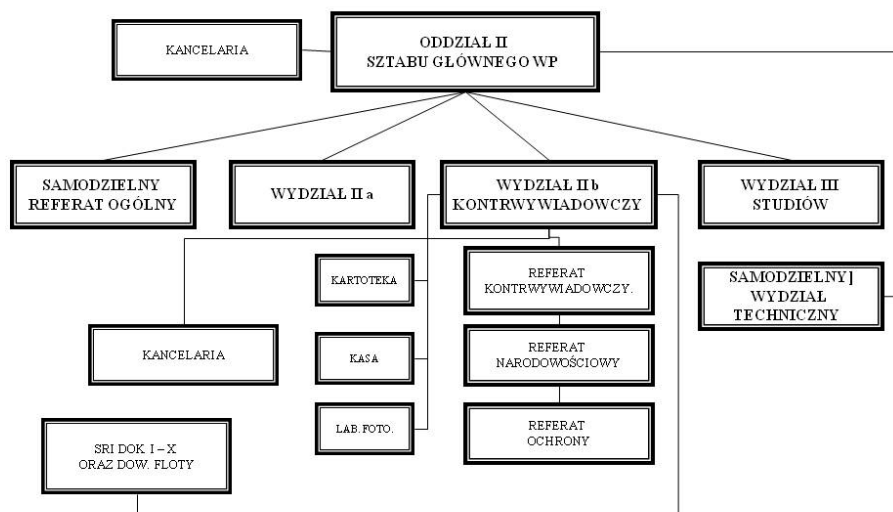 KANCELARIA
ODDZIAŁ II
SZTABU GŁÓWNEGO WP
SAMODZIELNY
REFERAT OGÓLNY
WYDZIAŁ II a
WYDZIAŁ II b
KONTRWYWIADOWCZY
WYDZIAŁ III
STUDIÓW
KARTOTEKA
REFERAT
KONTRWYWIADOWCZY.
SAMODZIELNY]
WYDZIAŁ
TECHNICZNY
KANCELARIA
KASA
REFERAT
NARODOWOŚCIOWY
LAB. FOTO.
REFERAT
OCHRONY
SRI DOK. I – X
ORAZ DOW. FLOTY